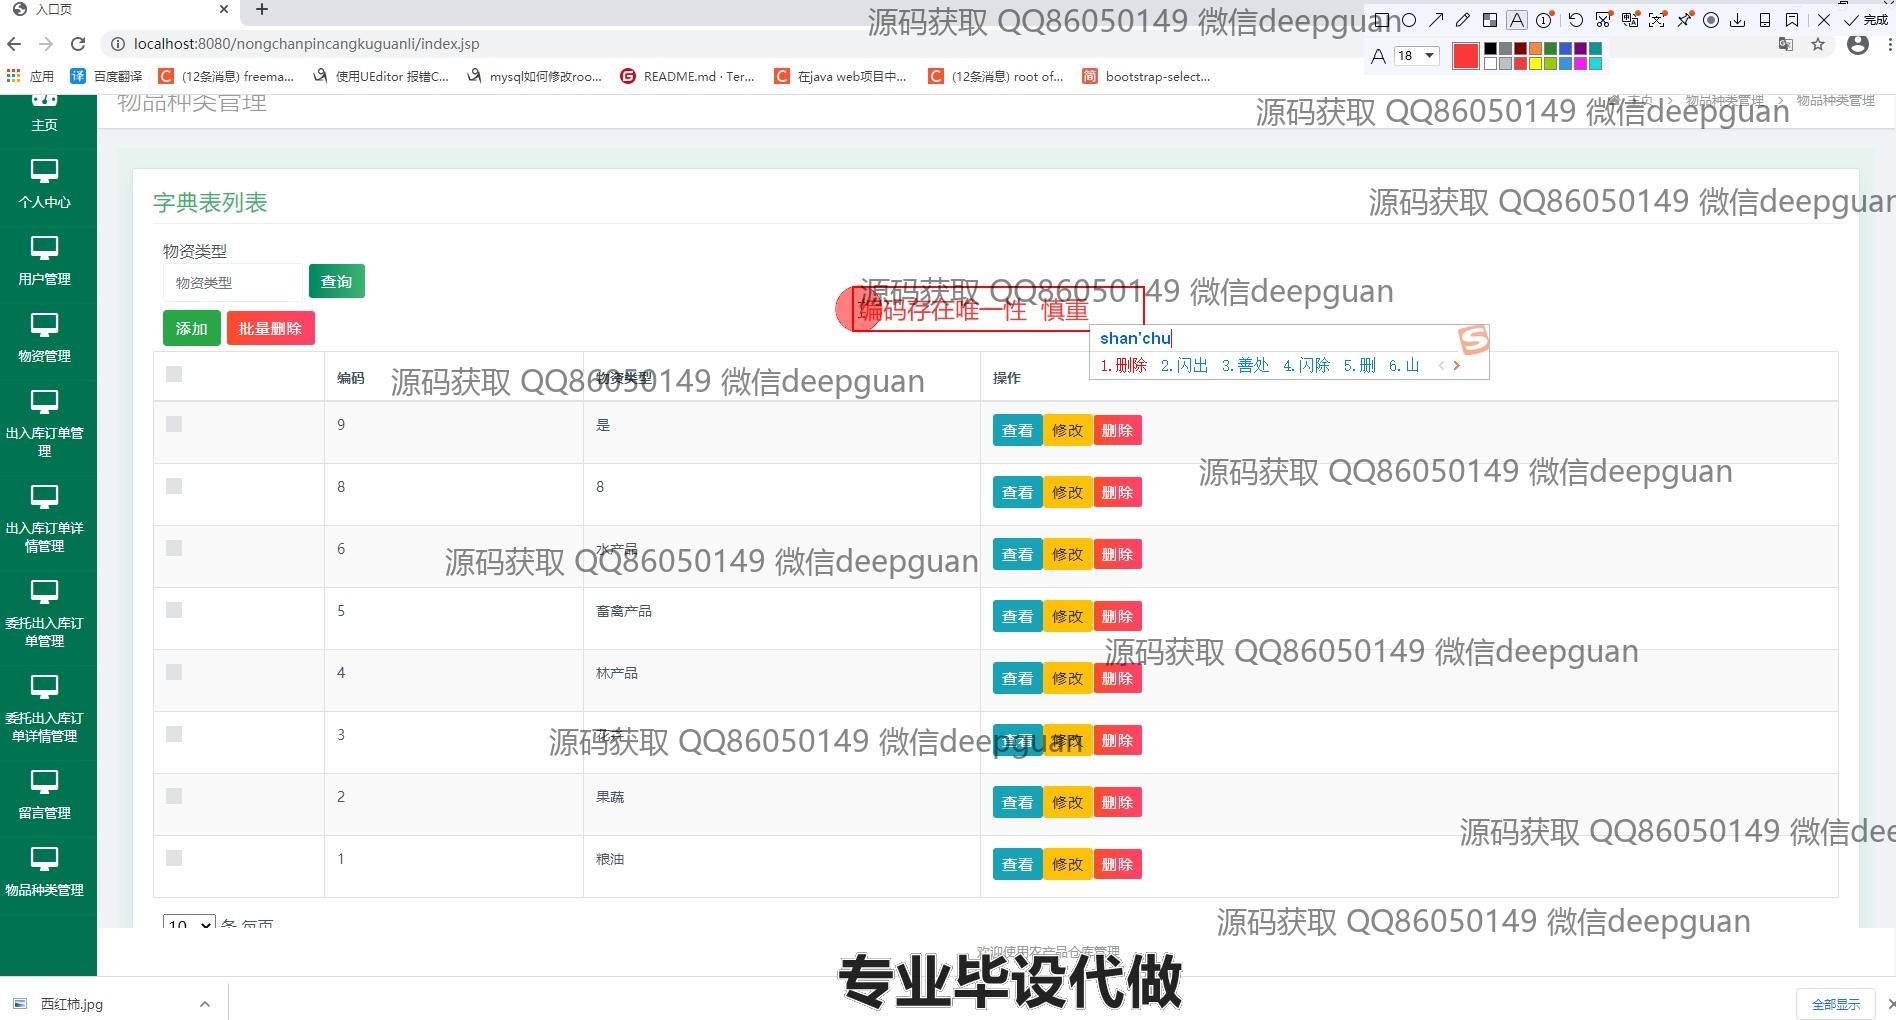 入口页
源码获取 QQ86050149 微信deepguan
完成
localhost:8080/nongchanpincangkuguanli/index.jsp
A 18
应用 百度翻译 (12条消息) freema... 使用UEditor 报错C... mysql如何修改roo... README.md · Ter... 在java web项目中... (12条消息) root of... bootstrap-select...
物品种类管理
主页 > 物品种类管理 > 物品种类管理
源码获取 QQ86050149 微信deepguan
主页
个人中心
用户管理
物资管理
出入库订单管
理
出入库订单详
情管理
委托出入库订
单管理
委托出入库订
单详情管理
留言管理
物品种类管理
字典表列表
源码获取 QQ86050149 微信deepguan
物资类型
物资类型 查询
源码获取 QQ86050149 微信deepguan
编码存在唯一性 慎重
添加 批量删除
shan'chu
1.删除 2.闪出 3.善处 4.闪除 5.删 6.山
编码 物资类型 操作
源码获取 QQ86050149 微信deepguan
9 是 查看 修改 删除
源码获取 QQ86050149 微信deepguan
8 8 查看 修改 删除
6 水产品 查看 修改 删除
源码获取 QQ86050149 微信deepguan
5 畜禽产品 查看 修改 删除
源码获取 QQ86050149 微信deepguan
4 林产品 查看 修改 删除
3 查看 修改 删除
源码获取 QQ86050149 微信deepguan
2 果蔬 查看 修改 删除
源码获取 QQ86050149 微信dee
1 粮油 查看 修改 删除
10 条 每页
源码获取 QQ86050149 微信deepguan
欢迎使用农产品仓库管理
专业毕设代做
西红柿.jpg
全部显示